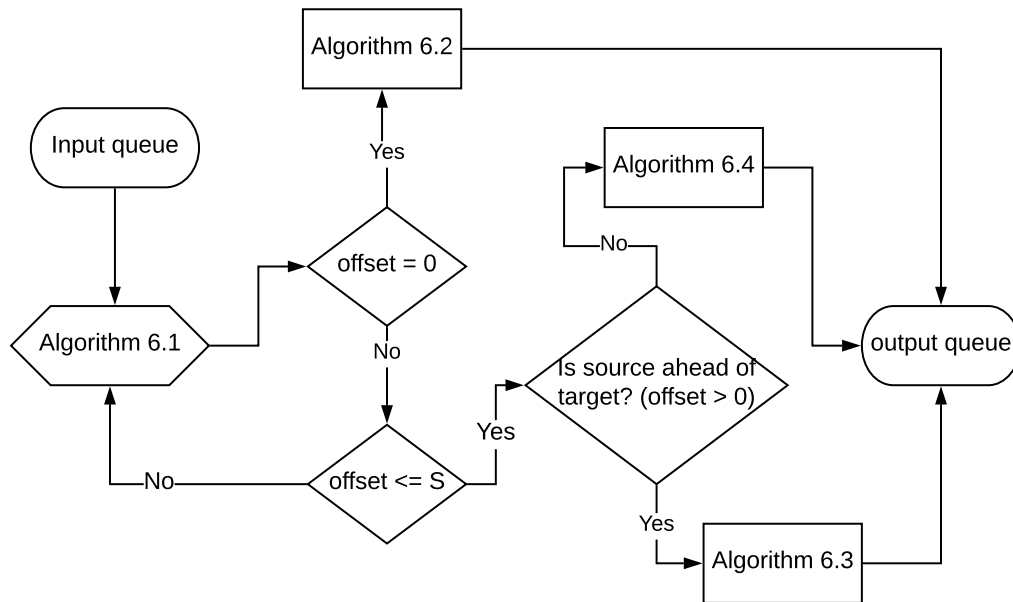 Algorithm 6.2
Input queue
Yes
Algorithm 6.4
No
offset = 0
Algorithm 6.1
No
output queue
Is source ahead of
target? (offset > 0)
Yes
No
offset <= S
Yes
Algorithm 6.3